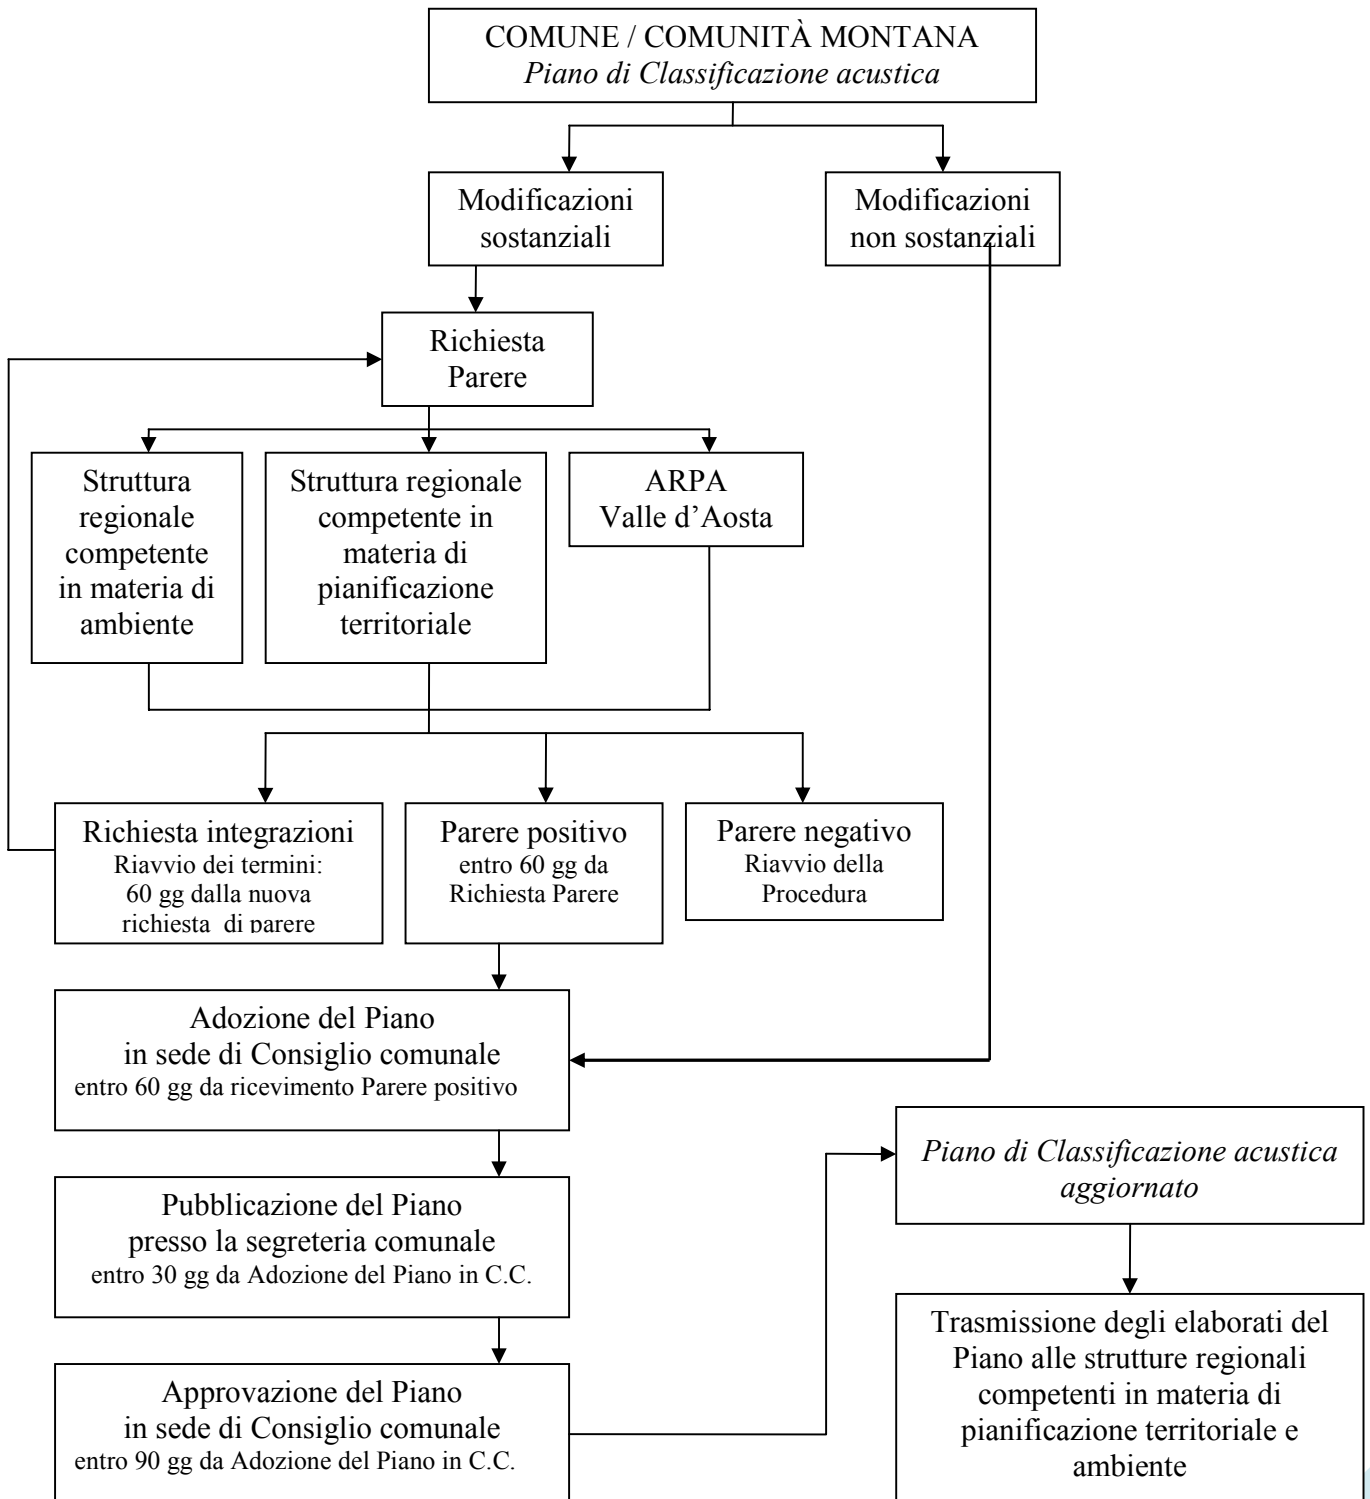 COMUNE / COMUNITÀ MONTANA
Piano di Classificazione acustica
Modificazioni
sostanziali
Modificazioni
non sostanziali
Richiesta
Parere
Struttura
regionale
competente
in materia di
ambiente
Struttura regionale
competente in
materia di
pianificazione
territoriale
ARPA
Valle d’Aosta
Richiesta integrazioni
Riavvio dei termini:
60 gg dalla nuova
richiesta di parere
Parere positivo
entro 60 gg da
Richiesta Parere
Parere negativo
Riavvio della
Procedura
Adozione del Piano
in sede di Consiglio comunale
entro 60 gg da ricevimento Parere positivo
Pubblicazione del Piano
presso la segreteria comunale
entro 30 gg da Adozione del Piano in C.C.
Approvazione del Piano
in sede di Consiglio comunale
entro 90 gg da Adozione del Piano in C.C.
Piano di Classificazione acustica
aggiornato
Trasmissione degli elaborati del
Piano alle strutture regionali
competenti in materia di
pianificazione territoriale e
ambiente